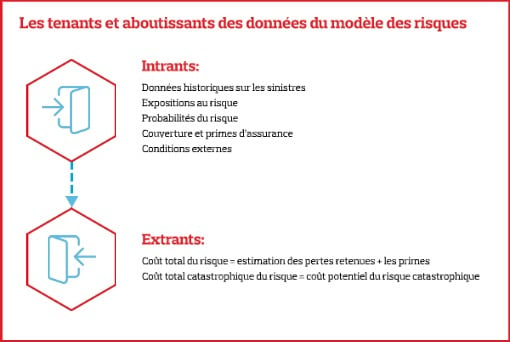 Les tenants et aboutissants des données du modèle des risques
Intrants:
Données historiques sur les sinistres
Expositions au risque
Probabilités du risque
Couverture et primes d'assurance
Conditions externes
Extrants:
Coût total du risque = estimation des pertes retenues + les primes
Coût total catastrophique du risque = coût potentiel du risque catastrophique